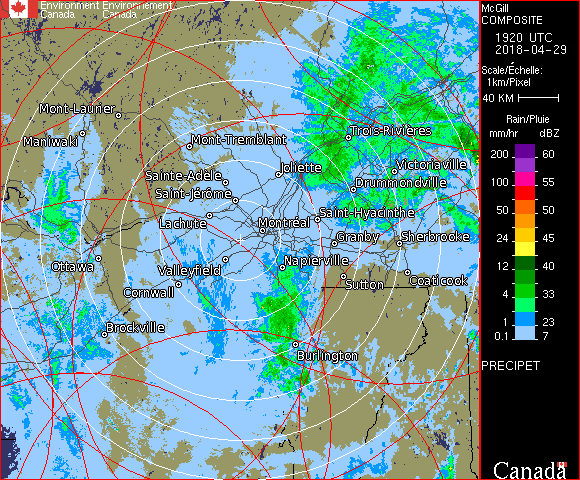 Environment Environnement
Canada Canada
McGill
COMPOSITE
1920 UTC
2018-04-29
Scale/Échelle:
1km/Pixel
40 KM
Rain/Pluie
mm/hr dBZ
200 60
100 55
50 50
24 45
12 40
4 33
1 23
0.1 7
PRECIPET
Canada
Mont-Laurier
Maniwaki
Mont-Tremblant
Trois-Rivières
Sainte-Adele
Joliette
Victoriaville
Saint-Jérôme
Drummondville
Lachute
Montréal
Saint-Hyacinthe
Granby
Sherbrooke
Ottawa
Valleyfield
Napierville
Cornwall
Sutton
Coaticook
Brockville
Burlington